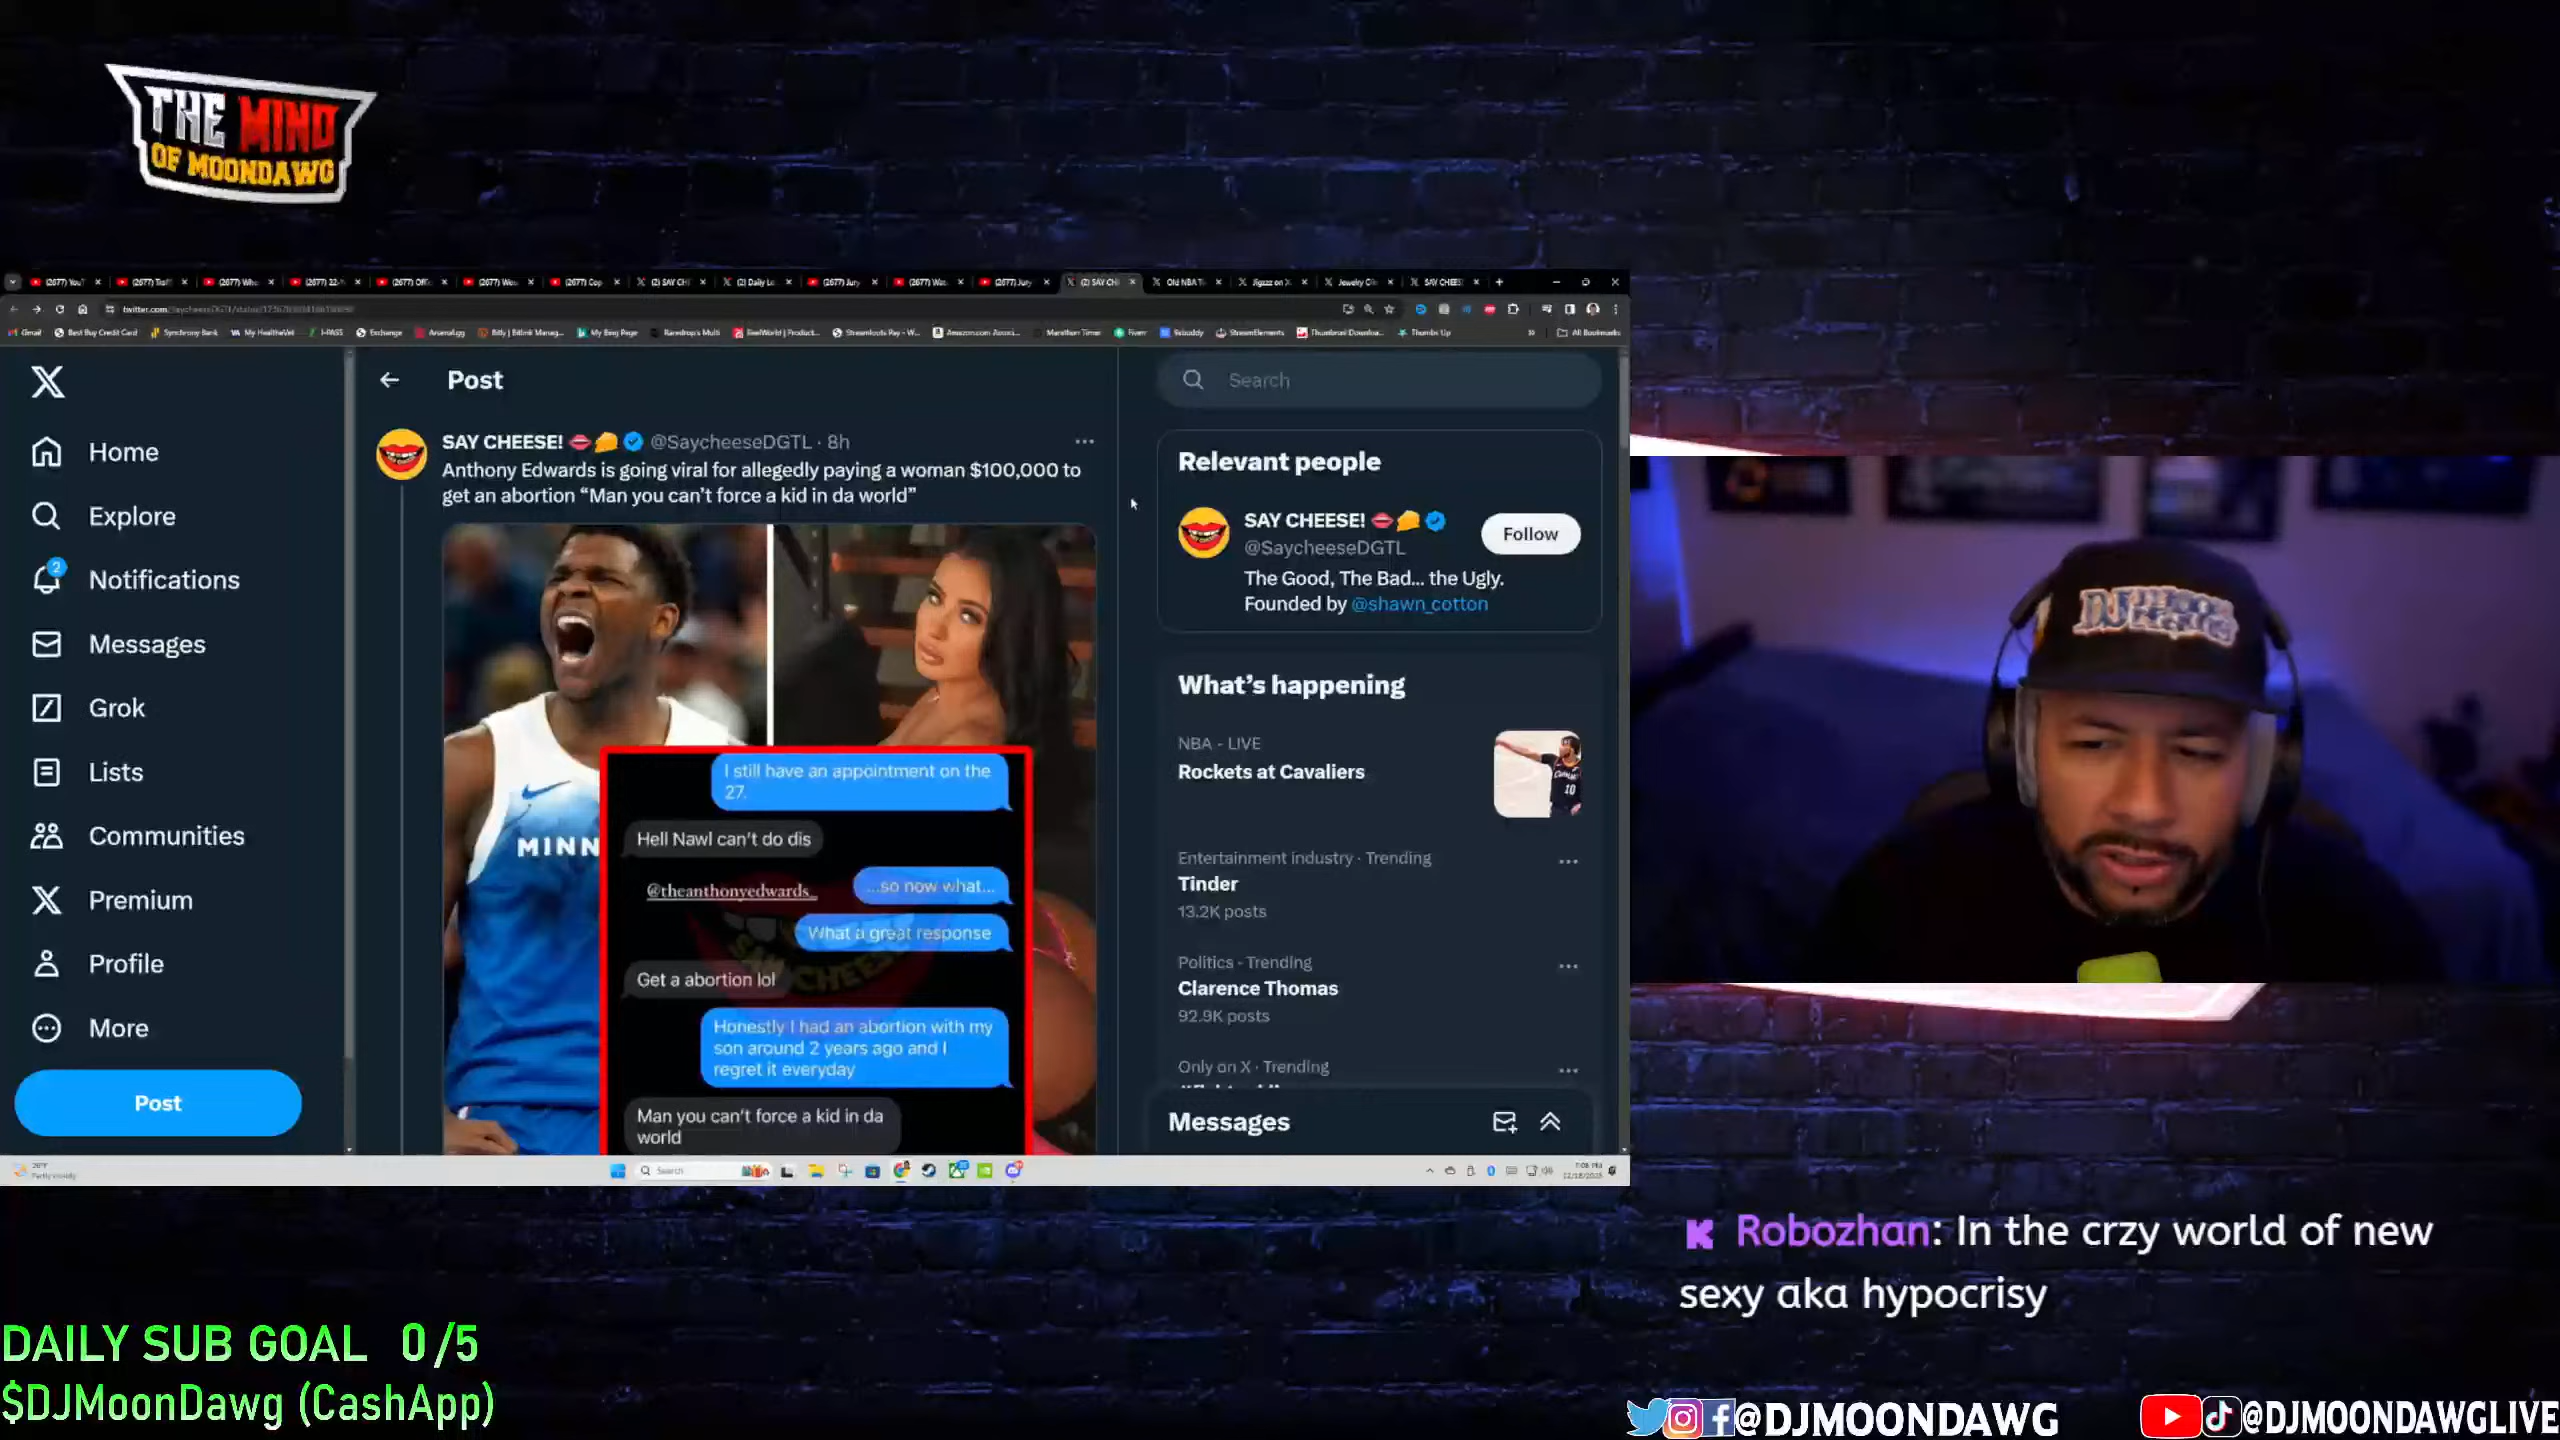 THE MIND
OF MOONDAWG
Post
Search
Home
Explore
2
Notifications
Messages
Grok
Lists
Communities
Premium
Profile
More
Post
SAY CHEESE! @SaycheeseDGTL · 8h
Anthony Edwards is going viral for allegedly paying a woman $100,000 to
get an abortion “Man you can’t force a kid in da world”
MINN
I still have an appointment on the
27.
Hell Nawl can’t do dis
@theanthonyedwards_
...so now what...
What a great response
Get a abortion lol
Honestly I had an abortion with my
son around 2 years ago and I
regret it everyday
Man you can’t force a kid in da
world
Relevant people
SAY CHEESE!
@SaycheeseDGTL
Follow
The Good, The Bad... the Ugly.
Founded by @shawn_cotton
What’s happening
NBA - LIVE
Rockets at Cavaliers
Entertainment industry · Trending
Tinder
13.2K posts
Politics · Trending
Clarence Thomas
92.9K posts
Only on X · Trending
Messages
Robozhan: In the crzy world of new
sexy aka hypocrisy
DAILY SUB GOAL 0/5
$DJMoonDawg (CashApp)
@DJMOONDAWG
@DJMOONDAWGLIVE